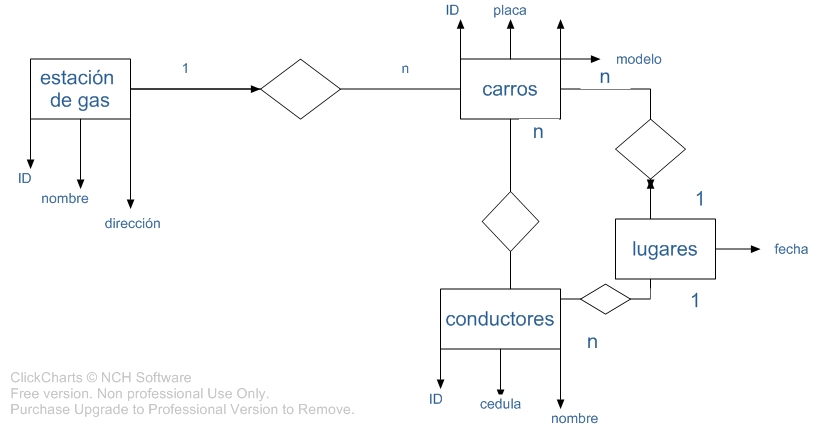 ID
placa
modelo
estación
de gas
1
n
carros
n
n
ID
nombre
dirección
1
lugares
fecha
1
conductores
n
ID
cedula
nombre
ClickCharts © NCH Software
Free version. Non professional Use Only.
Purchase Upgrade to Professional Version to Remove.